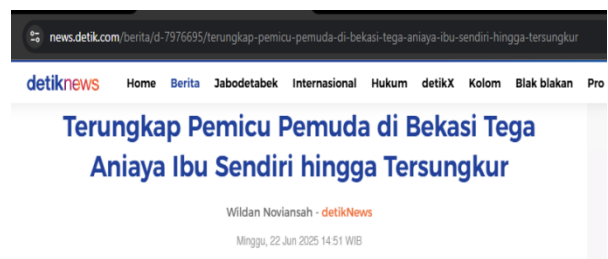 news.detik.com/berita/d-7976695/terungkap-pemicu-pemuda-di-bekasi-tega-aniaya-ibu-sendiri-hingga-tersungkur
detiknews Home Berita Jabodetabek Internasional Hukum detikX Kolom Blak blakan Pro
Terungkap Pemicu Pemuda di Bekasi Tega
Aniaya Ibu Sendiri hingga Tersungkur
Wildan Noviansah - detikNews
Minggu, 22 Jun 2025 14:51 WIB